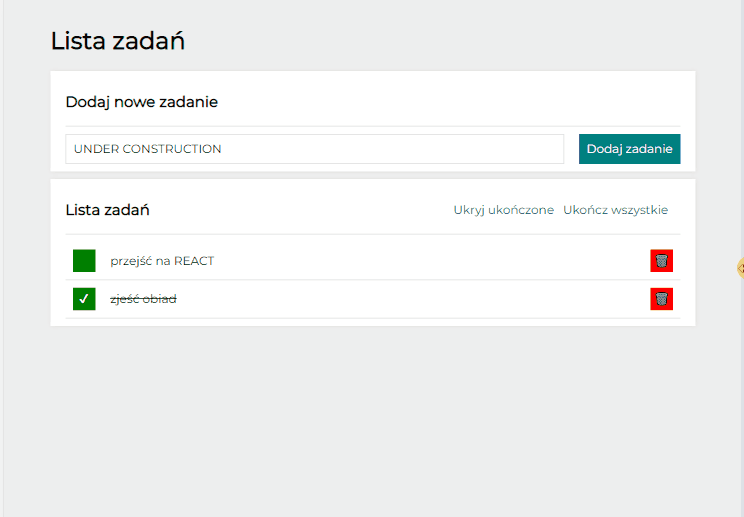 Lista zadań
Dodaj nowe zadanie
UNDER CONSTRUCTION
Dodaj zadanie
Lista zadań
Ukryj ukończone
Ukończ wszystkie
przejść na REACT
zjeść obiad